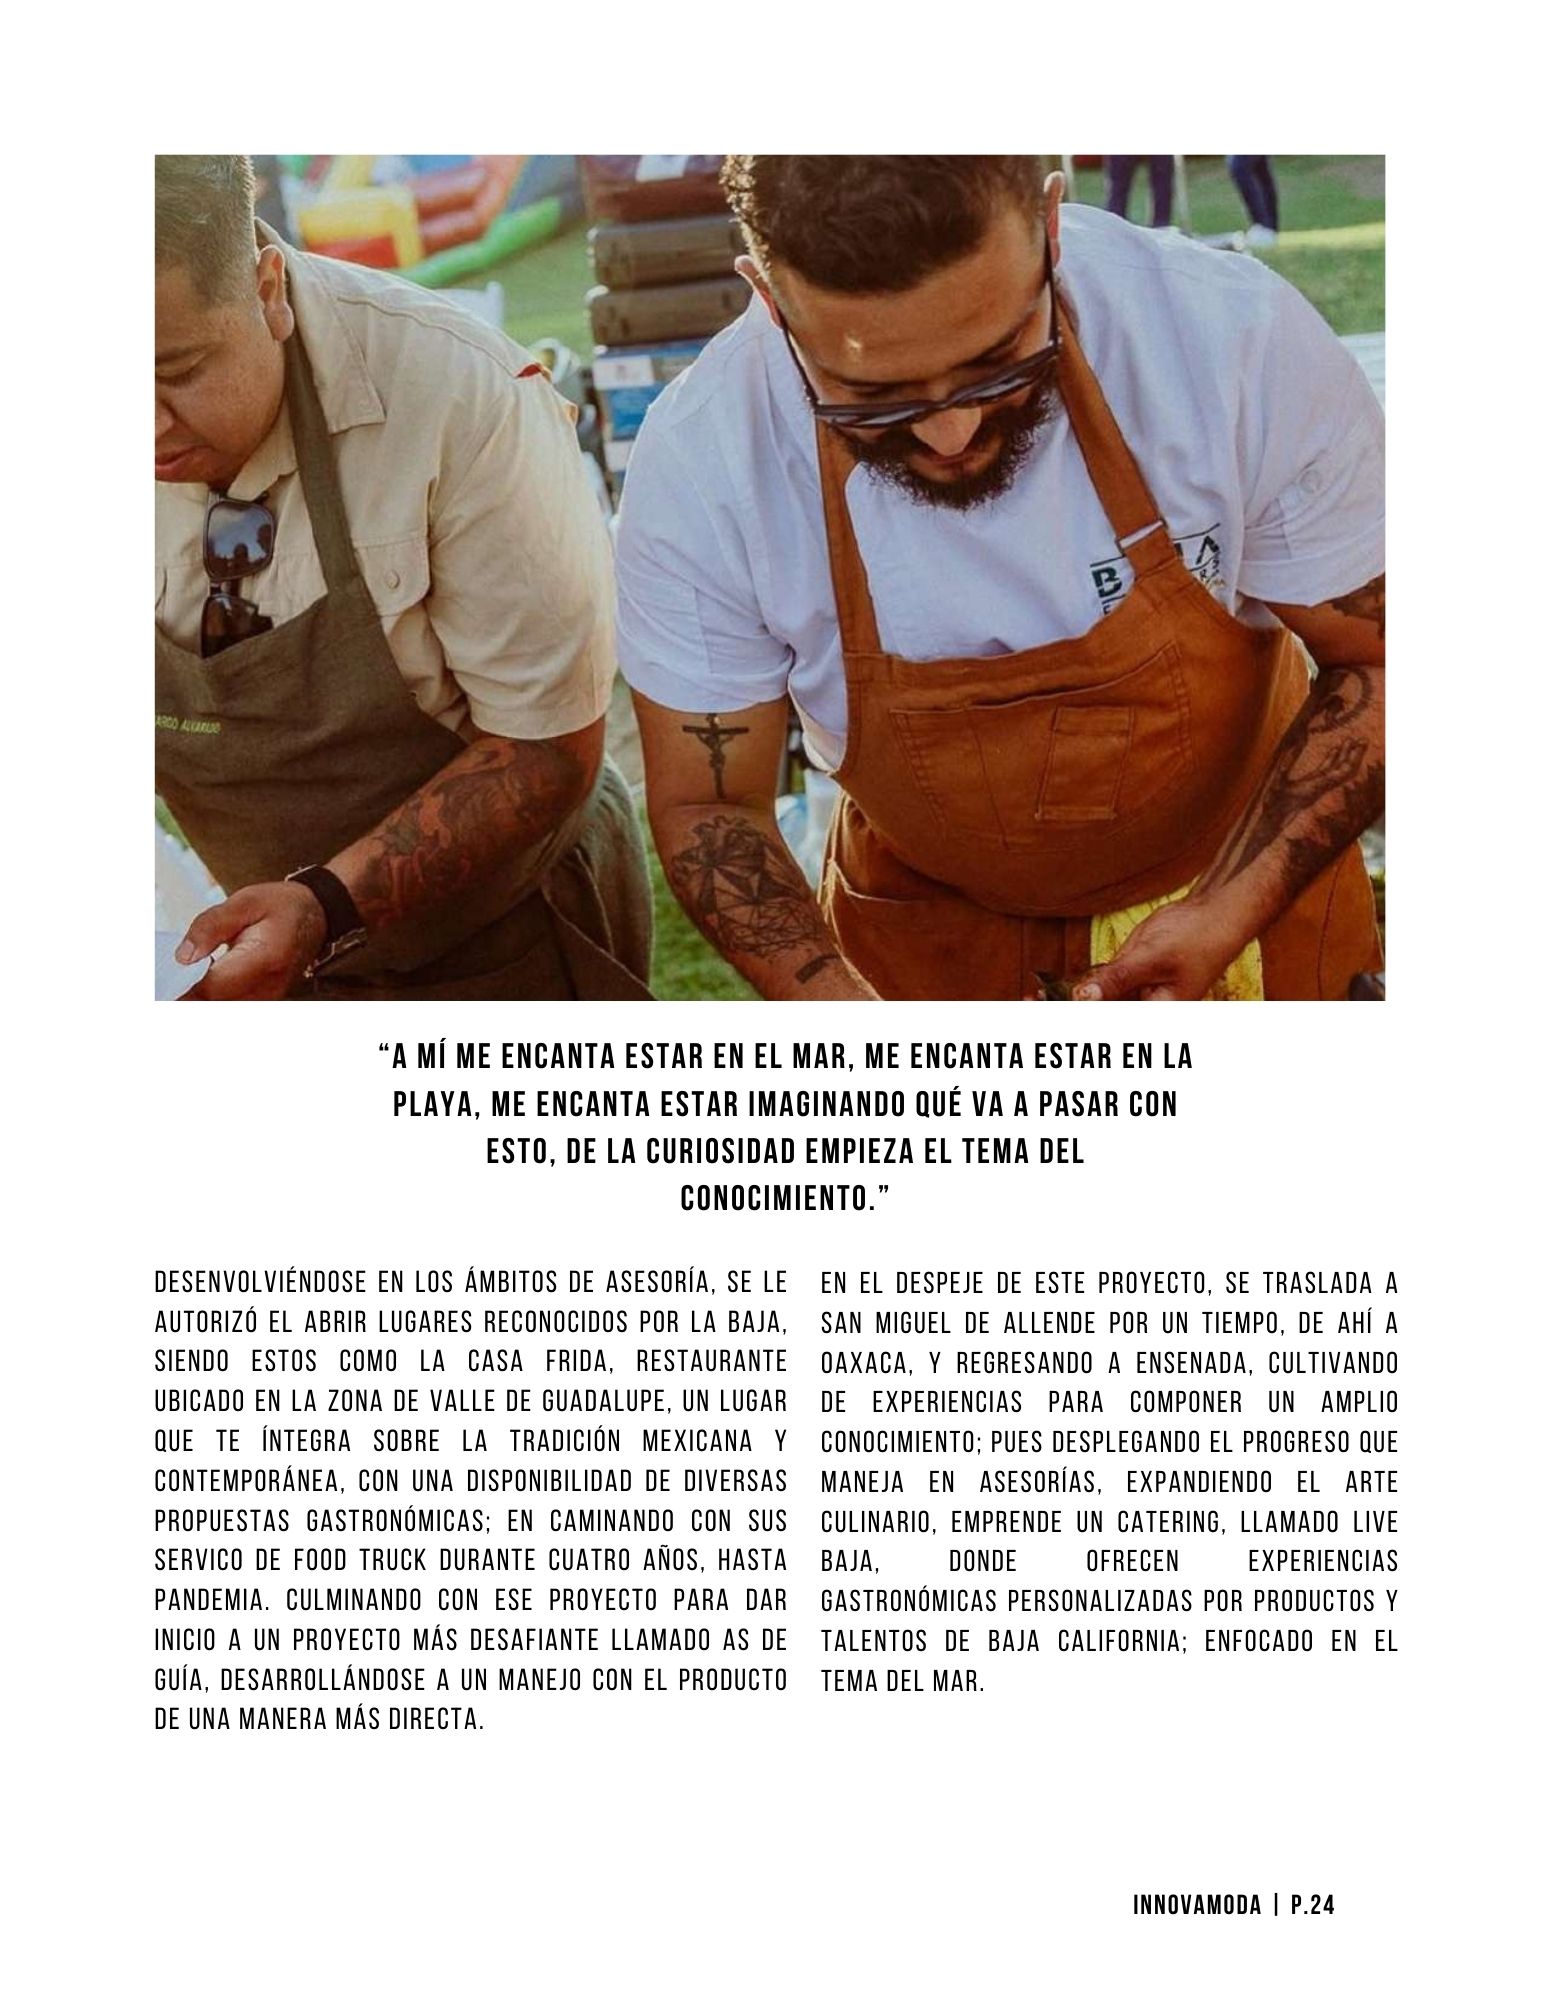 ALVARADO
B
“A MÍ ME ENCANTA ESTAR EN EL MAR, ME ENCANTA ESTAR EN LA
PLAYA, ME ENCANTA ESTAR IMAGINANDO QUÉ VA A PASAR CON
ESTO, DE LA CURIOSIDAD EMPIEZA EL TEMA DEL
CONOCIMIENTO.”
DESENVOLVIÉNDOSE EN LOS ÁMBITOS DE ASESORÍA, SE LE
AUTORIZÓ EL ABRIR LUGARES RECONOCIDOS POR LA BAJA,
SIENDO ESTOS COMO LA CASA FRIDA, RESTAURANTE
UBICADO EN LA ZONA DE VALLE DE GUADALUPE, UN LUGAR
QUE TE ÍNTEGRA SOBRE LA TRADICIÓN MEXICANA Y
CONTEMPORÁNEA, CON UNA DISPONIBILIDAD DE DIVERSAS
PROPUESTAS GASTRONÓMICAS; EN CAMINANDO CON SUS
SERVICO DE FOOD TRUCK DURANTE CUATRO AÑOS, HASTA
PANDEMIA. CULMINANDO CON ESE PROYECTO PARA DAR
INICIO A UN PROYECTO MÁS DESAFIANTE LLAMADO AS DE
GUÍA, DESARROLLÁNDOSE A UN MANEJO CON EL PRODUCTO
DE UNA MANERA MÁS DIRECTA.
EN EL DESPEJE DE ESTE PROYECTO, SE TRASLADA A
SAN MIGUEL DE ALLENDE POR UN TIEMPO, DE AHÍ A
OAXACA, Y REGRESANDO A ENSENADA, CULTIVANDO
DE EXPERIENCIAS PARA COMPONER UN AMPLIO
CONOCIMIENTO; PUES DESPLEGANDO EL PROGRESO QUE
MANEJA EN ASESORÍAS, EXPANDIENDO EL ARTE
CULINARIO, EMPRENDE UN CATERING, LLAMADO LIVE
BAJA, DONDE OFRECEN EXPERIENCIAS
GASTRONÓMICAS PERSONALIZADAS POR PRODUCTOS Y
TALENTOS DE BAJA CALIFORNIA; ENFOCADO EN EL
TEMA DEL MAR.
INNOVAMODA | P.24